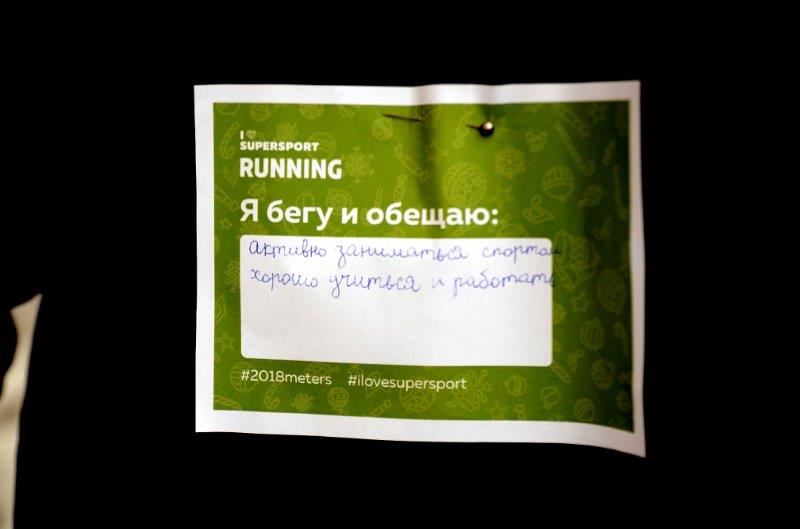 I ♥
SUPERSPORT
RUNNING
Я бегу и обещаю:
активно заниматься спортом
хорошо учиться и работать
#2018meters #ilovesupersport